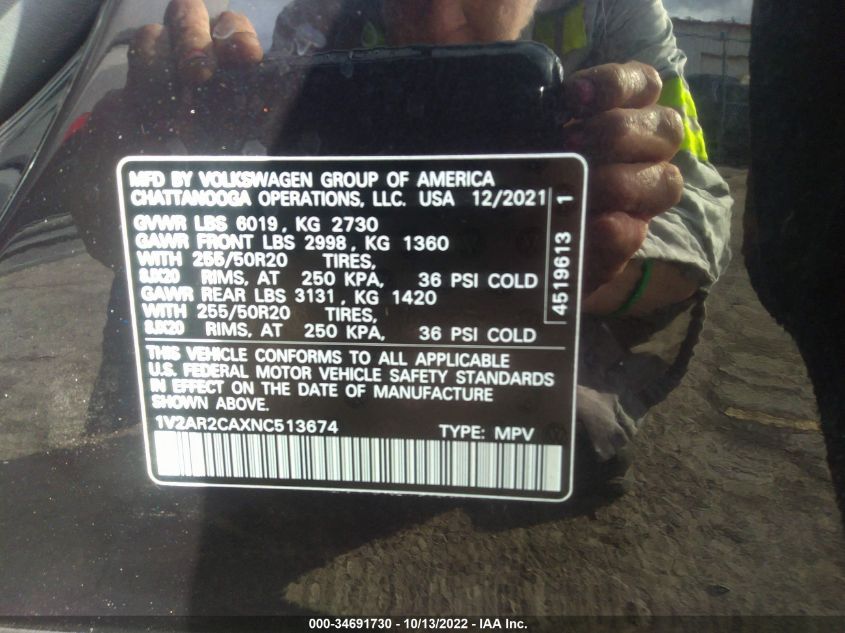 MFD BY VOLKSWAGEN GROUP OF AMERICA
CHATTANOOGA OPERATIONS, LLC. USA 12/2021
GVWR LBS 6019, KG 2730
GAWR FRONT LBS 2998, KG 1360
WITH 255/50R20 TIRES,
8JX20 RIMS, AT 250 KPA, 36 PSI COLD
GAWR REAR LBS 3131, KG 1420
WITH 255/50R20 TIRES,
8JX20 RIMS, AT 250 KPA, 36 PSI COLD
4519613 1
THIS VEHICLE CONFORMS TO ALL APPLICABLE
U.S. FEDERAL MOTOR VEHICLE SAFETY STANDARDS
IN EFFECT ON THE DATE OF MANUFACTURE
SHOWN ABOVE.
1V2AR2CAXNC513674 TYPE: MPV
000-34691730 - 10/13/2022 - IAA Inc.